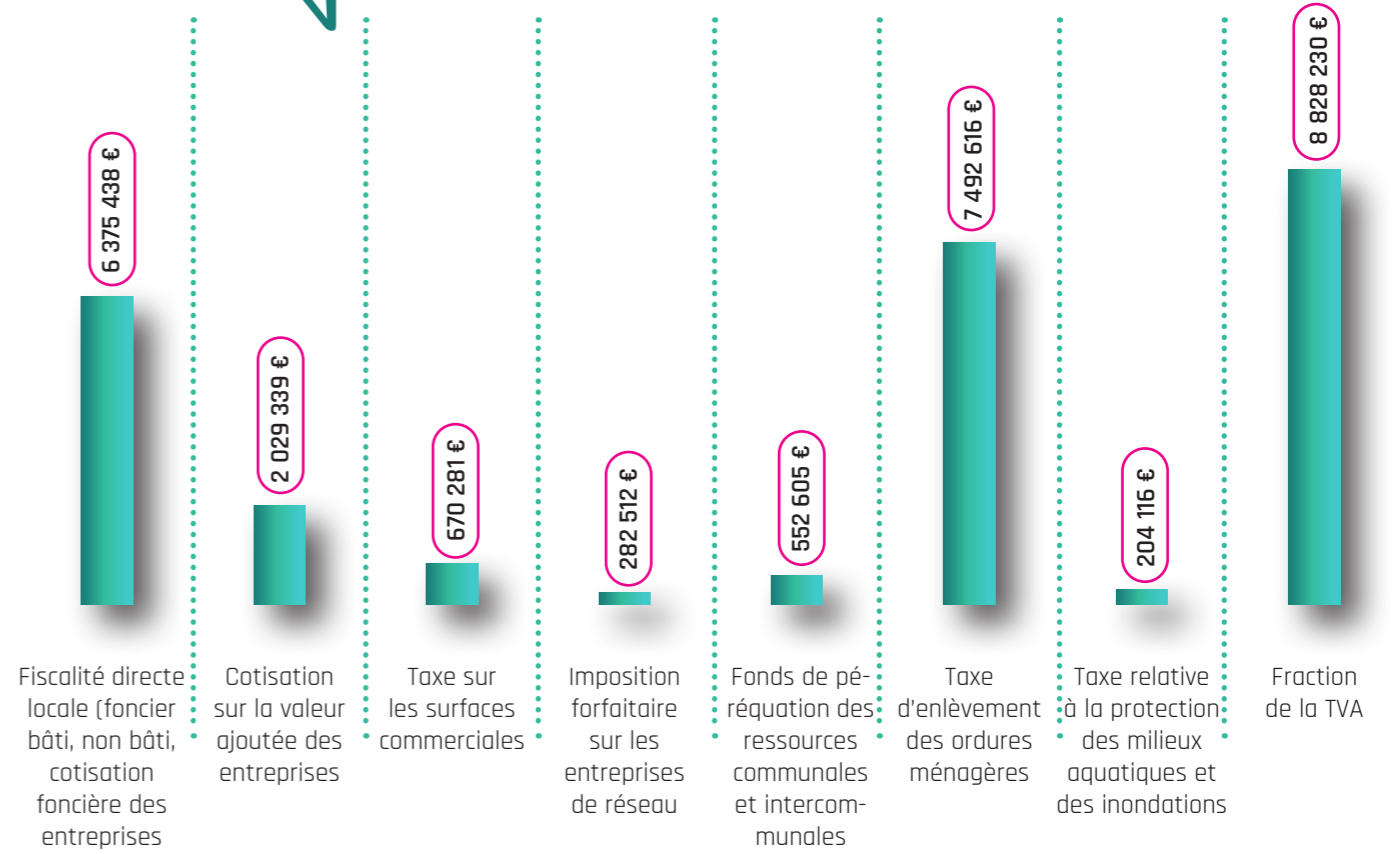 6 375 438 €
2 029 339 €
670 281 €
282 512 €
552 605 €
7 492 616 €
204 116 €
8 828 230 €
Fiscalité directe
locale (foncier
bâti, non bâti,
cotisation
foncière des
entreprises
Cotisation
sur la valeur
ajoutée des
entreprises
Taxe sur
les surfaces
commerciales
Imposition
forfaitaire
sur les
entreprises
de réseau
Fonds de pé-
réquation des
ressources
communales
et intercom-
munales
Taxe
d'enlèvement
des ordures
ménagères
Taxe relative
à la protection
des milieux
aquatiques et
des inondations
Fraction
de la TVA